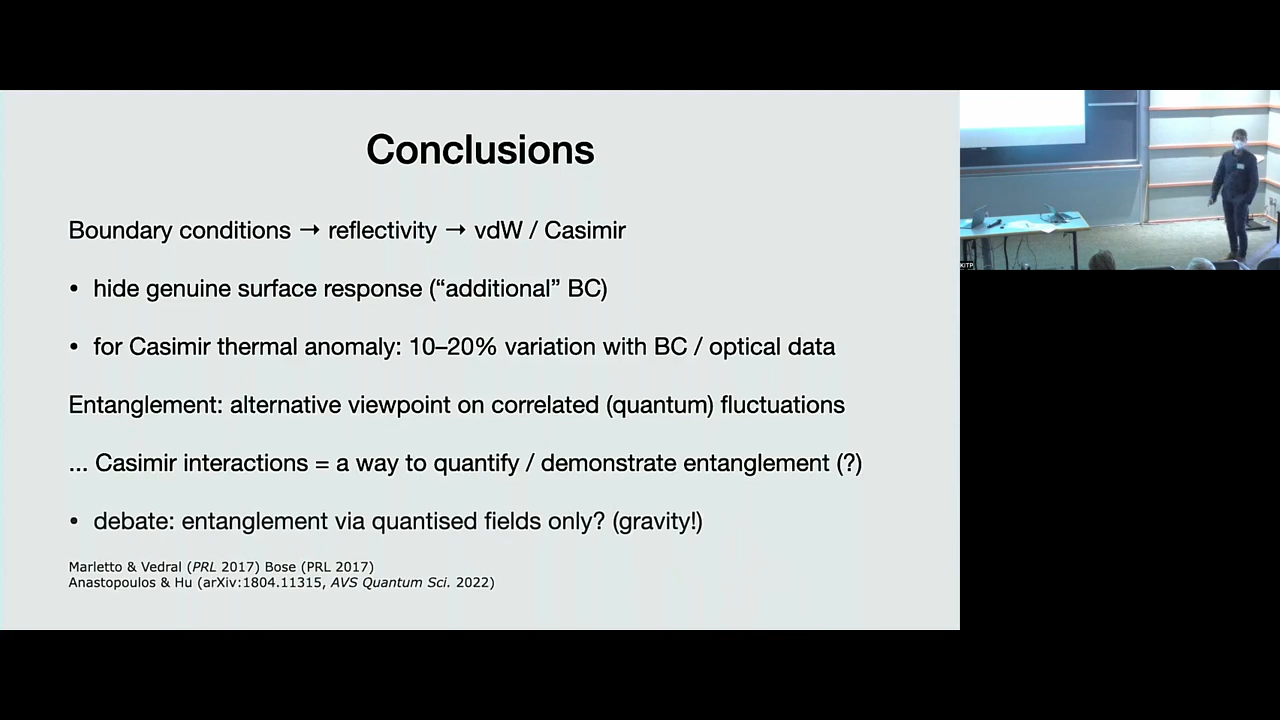 Conclusions
Boundary conditions → reflectivity → vdW / Casimir
• hide genuine surface response (“additional” BC)
• for Casimir thermal anomaly: 10–20% variation with BC / optical data
Entanglement: alternative viewpoint on correlated (quantum) fluctuations
... Casimir interactions = a way to quantify / demonstrate entanglement (?)
• debate: entanglement via quantised fields only? (gravity!)
Marletto & Vedral (PRL 2017) Bose (PRL 2017)
Anastopoulos & Hu (arXiv:1804.11315, AVS Quantum Sci. 2022)
KITP